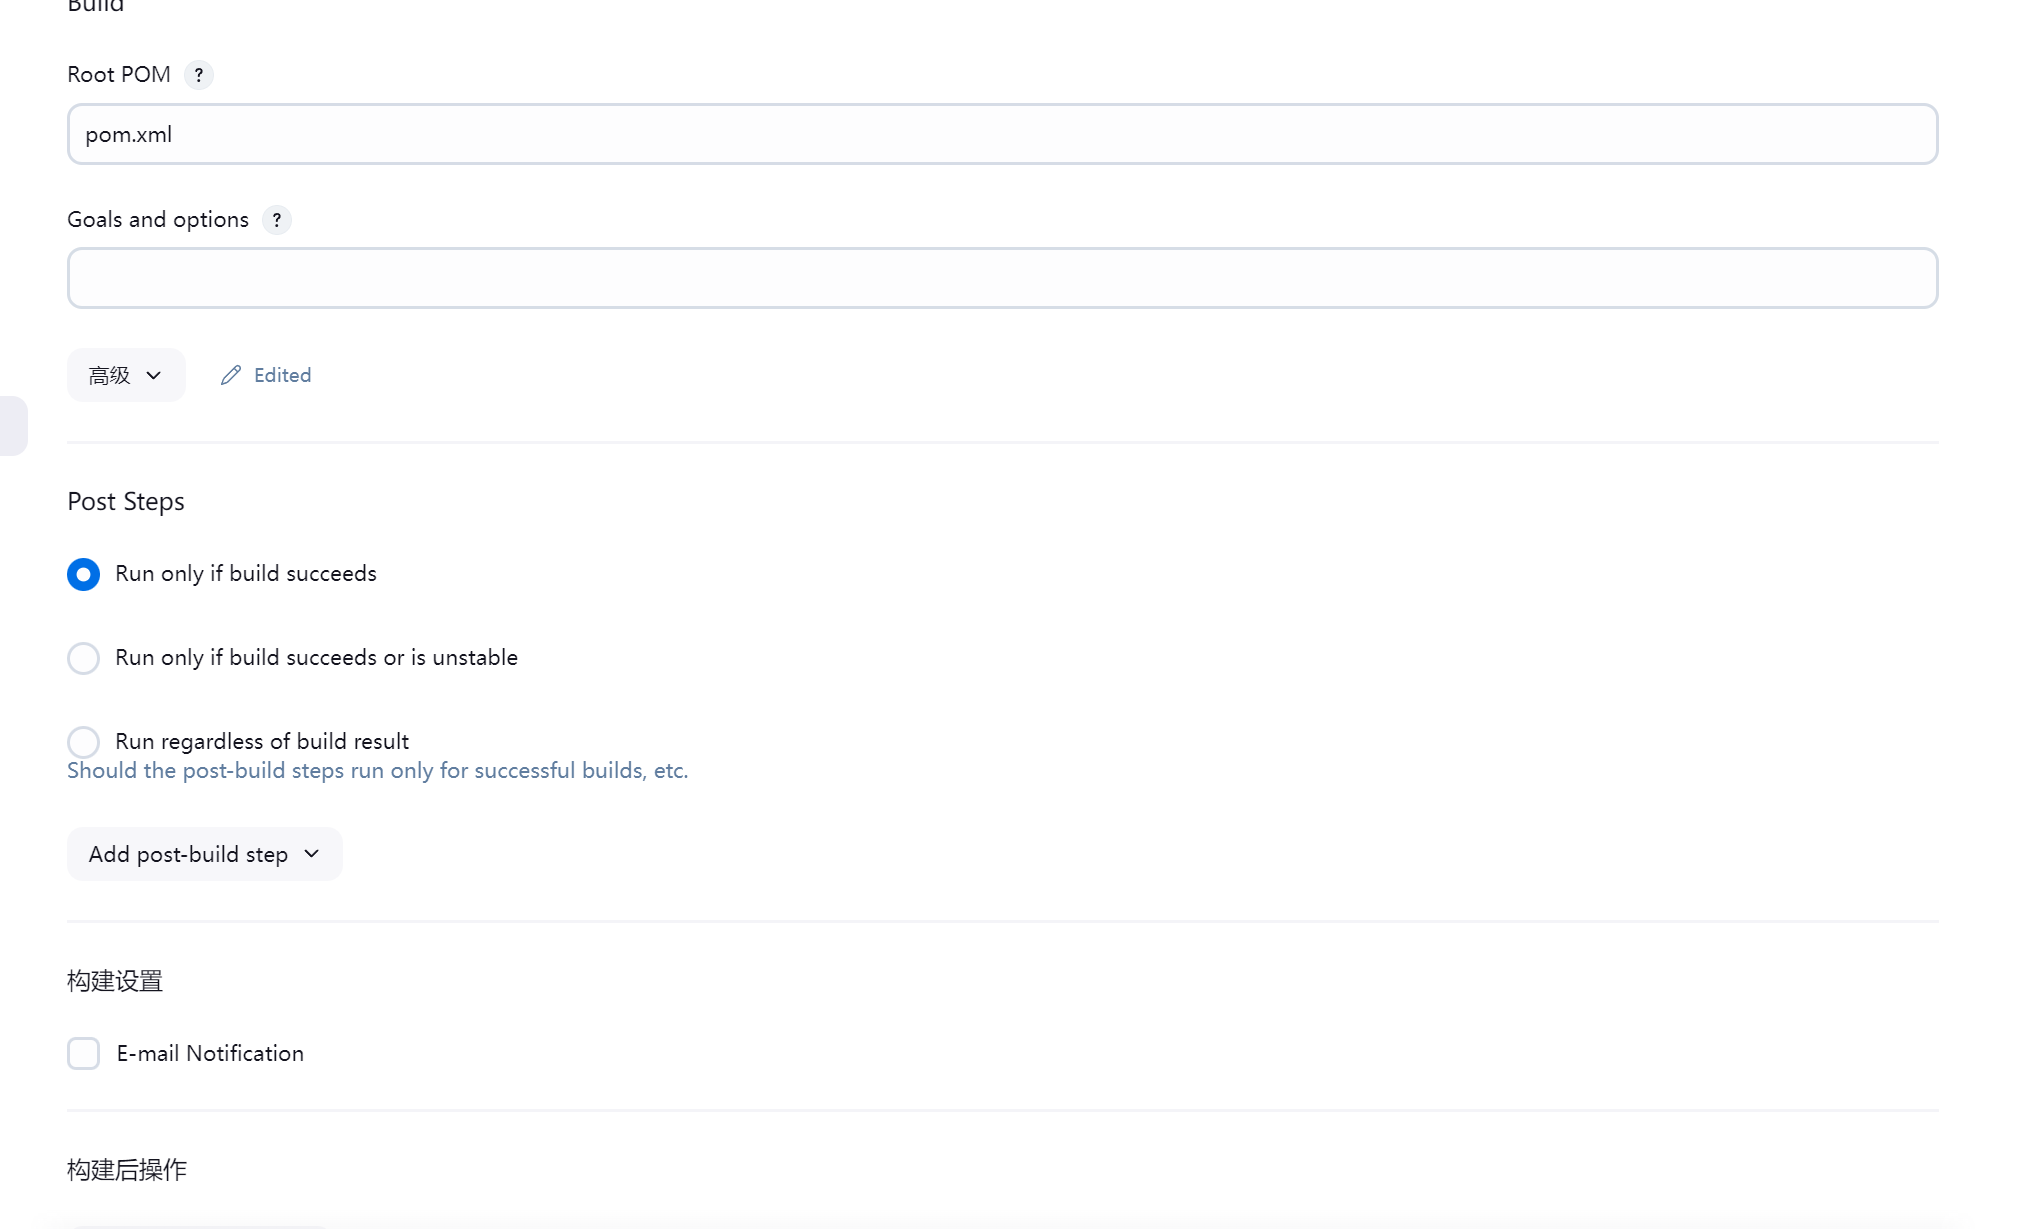 Build
Root POM ?
pom.xml
Goals and options ?
高级 Edited
Post Steps
Run only if build succeeds
Run only if build succeeds or is unstable
Run regardless of build result
Should the post-build steps run only for successful builds, etc.
Add post-build step
构建设置
E-mail Notification
构建后操作